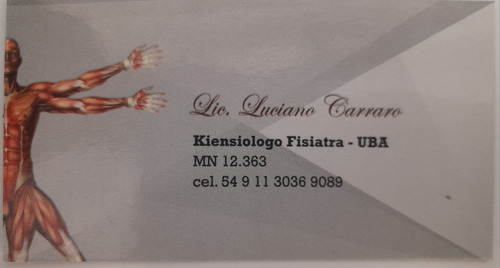 Lic. Luciano Carraro
Kiensiologo Fisiatra - UBA
MN 12.363
cel. 54 9 11 3036 9089